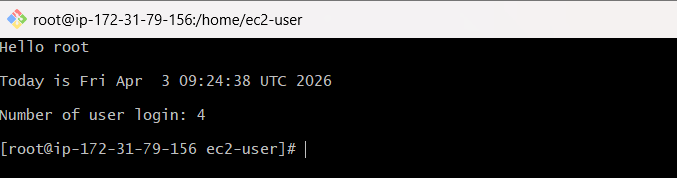 root@ip-172-31-79-156:/home/ec2-user
Hello root
Today is Fri Apr  3 09:24:38 UTC 2026
Number of user login: 4
[root@ip-172-31-79-156 ec2-user]#